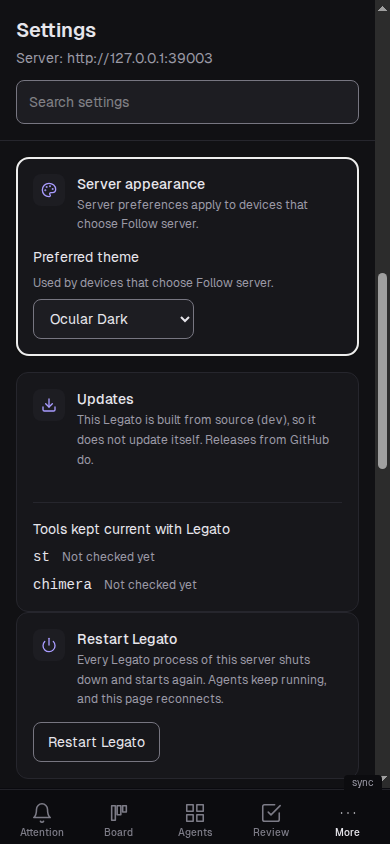 Settings
Server: http://127.0.0.1:39003
Search settings
Server appearance
Server preferences apply to devices that
choose Follow server.
Preferred theme
Used by devices that choose Follow server.
Ocular Dark
Updates
This Legato is built from source (dev), so it
does not update itself. Releases from GitHub
do.
Tools kept current with Legato
st Not checked yet
chimera Not checked yet
Restart Legato
Every Legato process of this server shuts
down and starts again. Agents keep running,
and this page reconnects.
Restart Legato
sync
Attention Board Agents Review More